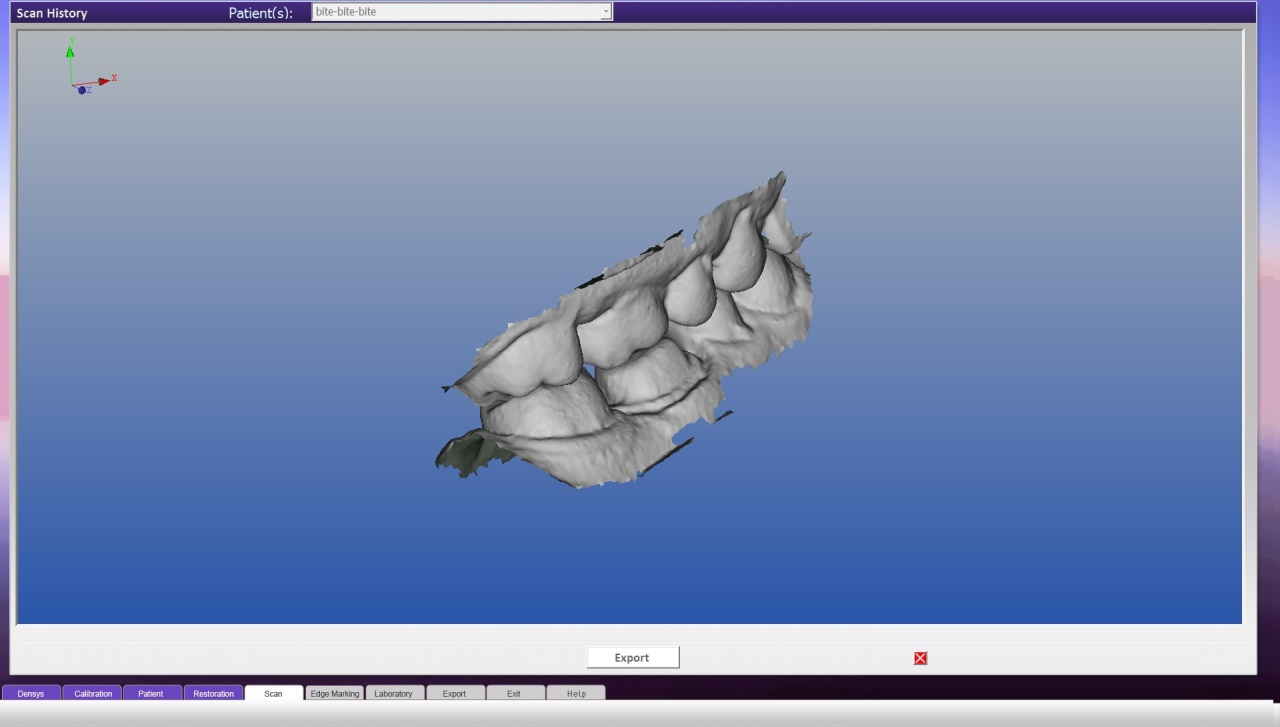 Scan History Patient(s): bite-bite-bite
Y
X
Z
Export
Densys Calibration Patient Restoration Scan Edge Marking Laboratory Export Exit Help